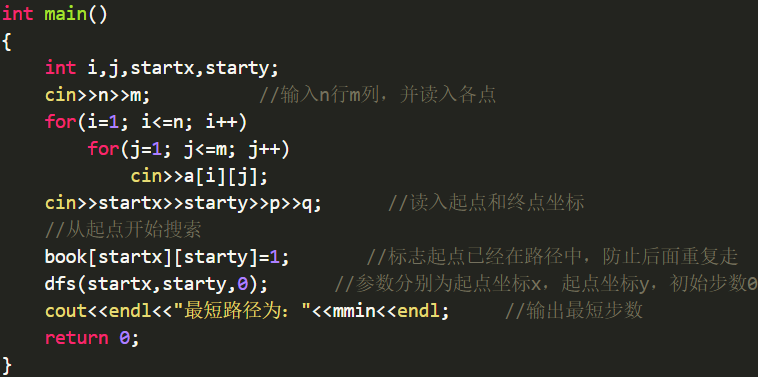 int main()
{
    int i,j,startx,starty;
    cin>>n>>m;          //输入n行m列，并读入各点
    for(i=1; i<=n; i++)
        for(j=1; j<=m; j++)
            cin>>a[i][j];
    cin>>startx>>starty>>p>>q;      //读入起点和终点坐标
    //从起点开始搜索
    book[startx][starty]=1;       //标志起点已经在路径中，防止后面重复走
    dfs(startx,starty,0);      //参数分别为起点坐标x，起点坐标y，初始步数0
    cout<<endl<<"最短路径为："<<mmin<<endl;     //输出最短步数
    return 0;
}